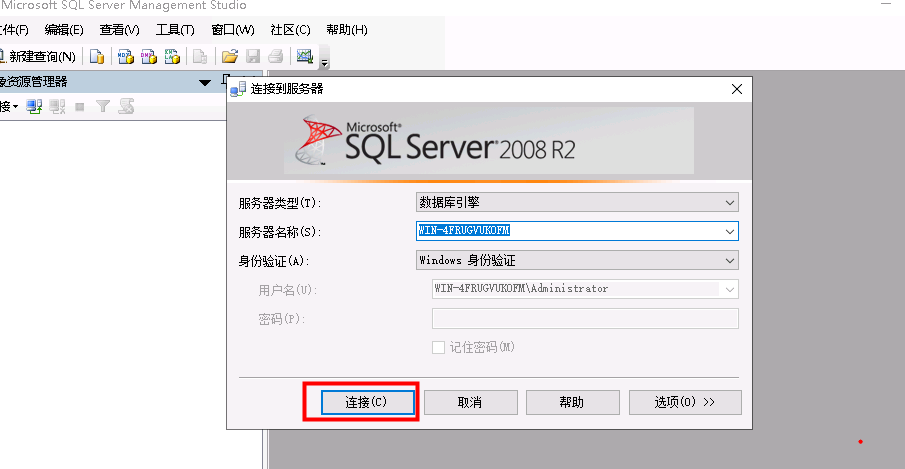 Microsoft SQL Server Management Studio
件(F) 编辑(E) 查看(V) 工具(T) 窗口(W) 社区(C) 帮助(H)
新建查询(N)
象资源管理器
接
连接到服务器
Microsoft®
SQL Server® 2008 R2
服务器类型(T): 数据库引擎
服务器名称(S): WIN-4FRUGVUKOFM
身份验证(A): Windows 身份验证
用户名(U): WIN-4FRUGVUKOFM\Administrator
密码(P):
记住密码(M)
连接(C) 取消 帮助 选项(O) >>